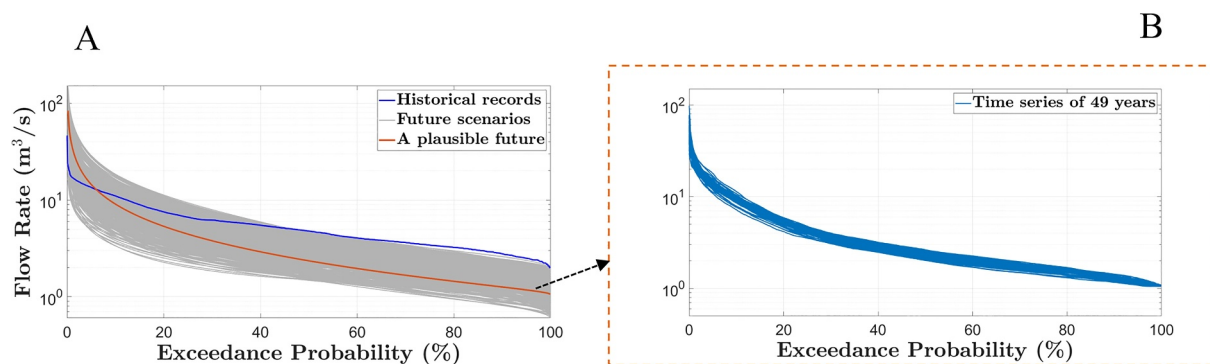 A
B
Flow Rate (m³/s)
10²
10¹
10⁰
Historical records
Future scenarios
A plausible future
0
20
40
60
80
100
Exceedance Probability (%)
10²
10¹
10⁰
Time series of 49 years
0
20
40
60
80
100
Exceedance Probability (%)